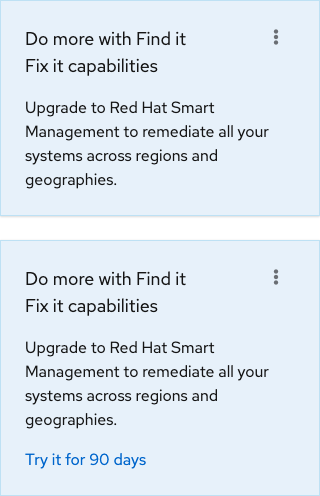 Do more with Find it
Fix it capabilities
Upgrade to Red Hat Smart
Management to remediate all your
systems across regions and
geographies.
Do more with Find it
Fix it capabilities
Upgrade to Red Hat Smart
Management to remediate all your
systems across regions and
geographies.
Try it for 90 days